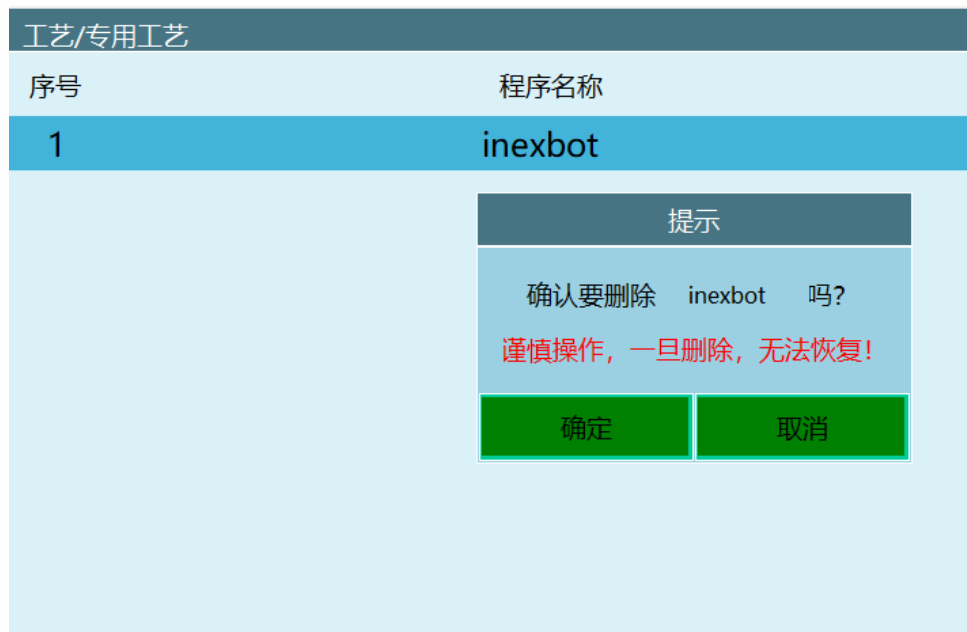 工艺/专用工艺
序号 程序名称
1 inexbot
提示
确认要删除 inexbot 吗？
谨慎操作，一旦删除，无法恢复！
确定 取消